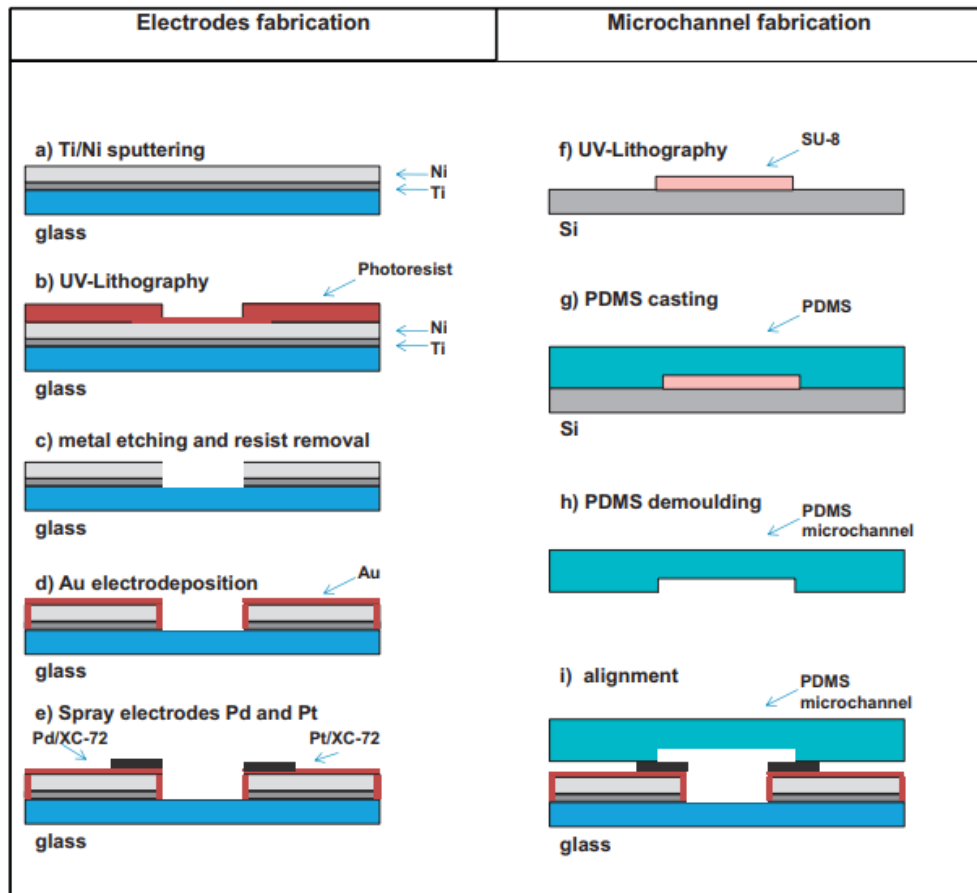 Electrodes fabrication
Microchannel fabrication
a) Ti/Ni sputtering
Ni
Ti
glass
b) UV-Lithography
Photoresist
Ni
Ti
glass
c) metal etching and resist removal
glass
d) Au electrodeposition
Au
glass
e) Spray electrodes Pd and Pt
Pd/XC-72
Pt/XC-72
glass
f) UV-Lithography
SU-8
Si
g) PDMS casting
PDMS
Si
h) PDMS demoulding
PDMS
microchannel
i) alignment
PDMS
microchannel
glass